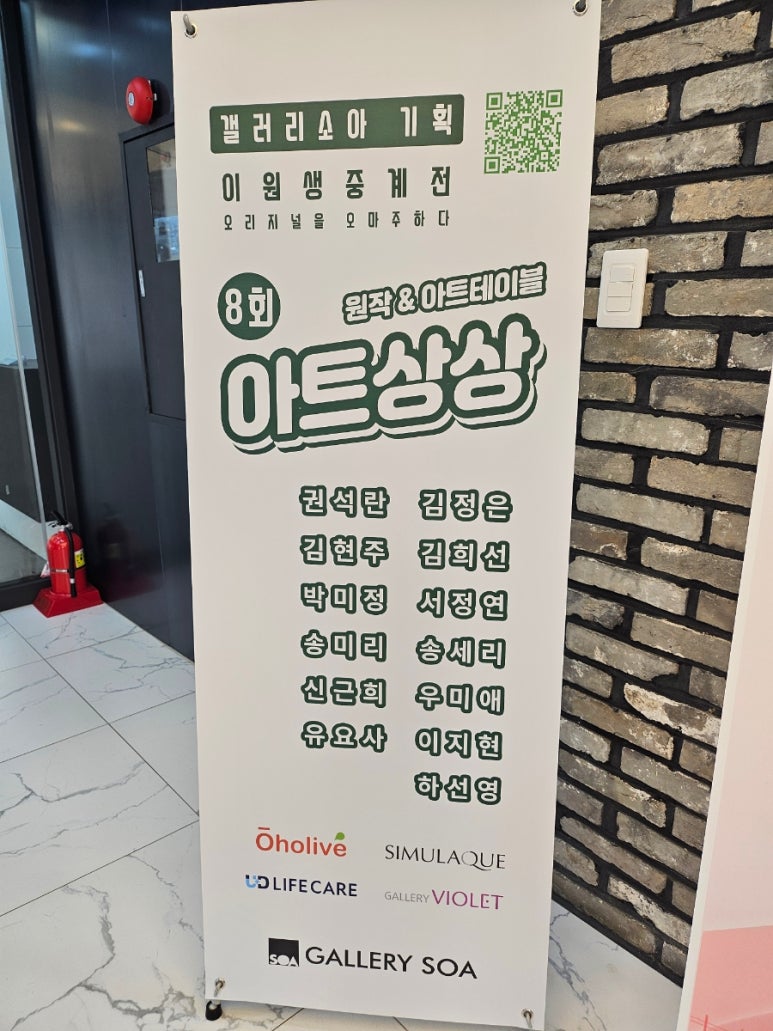 갤러리소아 기획
이원생중계전
오리지널을 오마주하다
8회
원작 & 아트테이블
아트상상
권석란 김정은
김현주 김희선
박미정 서정연
송미리 송세리
신근희 우미애
유요사 이지현
하선영
Ōholive SIMULAQUE
UD LIFECARE GALLERY VIOLET
SOA GALLERY SOA